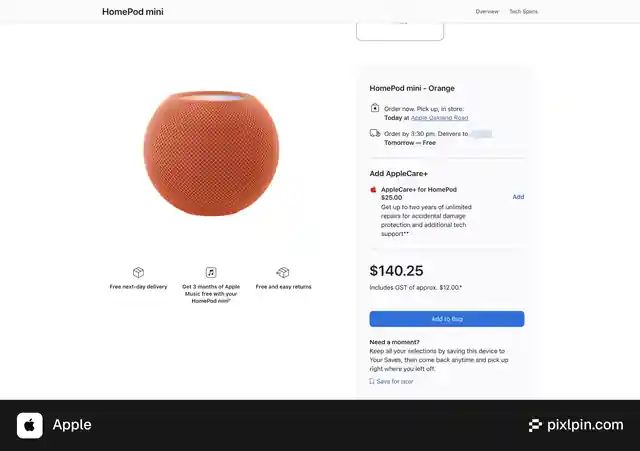 HomePod mini
Overview
Tech Specs
HomePod mini - Orange
Order now. Pick up, in store:
Today at Apple Orchard Road
Order by 3:30 pm. Delivers to
Tomorrow — Free
Add AppleCare+
AppleCare+ for HomePod
$25.00
Add
Get up to two years of unlimited
repairs for accidental damage
protection and additional tech
support**
$140.25
Includes GST of approx. $12.00.*
Add to Bag
Need a moment?
Keep all your selections by saving this device to
Your Saves, then come back anytime and pick up
right where you left off.
Save for later
Free next-day delivery
Get 3 months of Apple
Music free with your
HomePod mini°
Free and easy returns
Apple
pixlpin.com